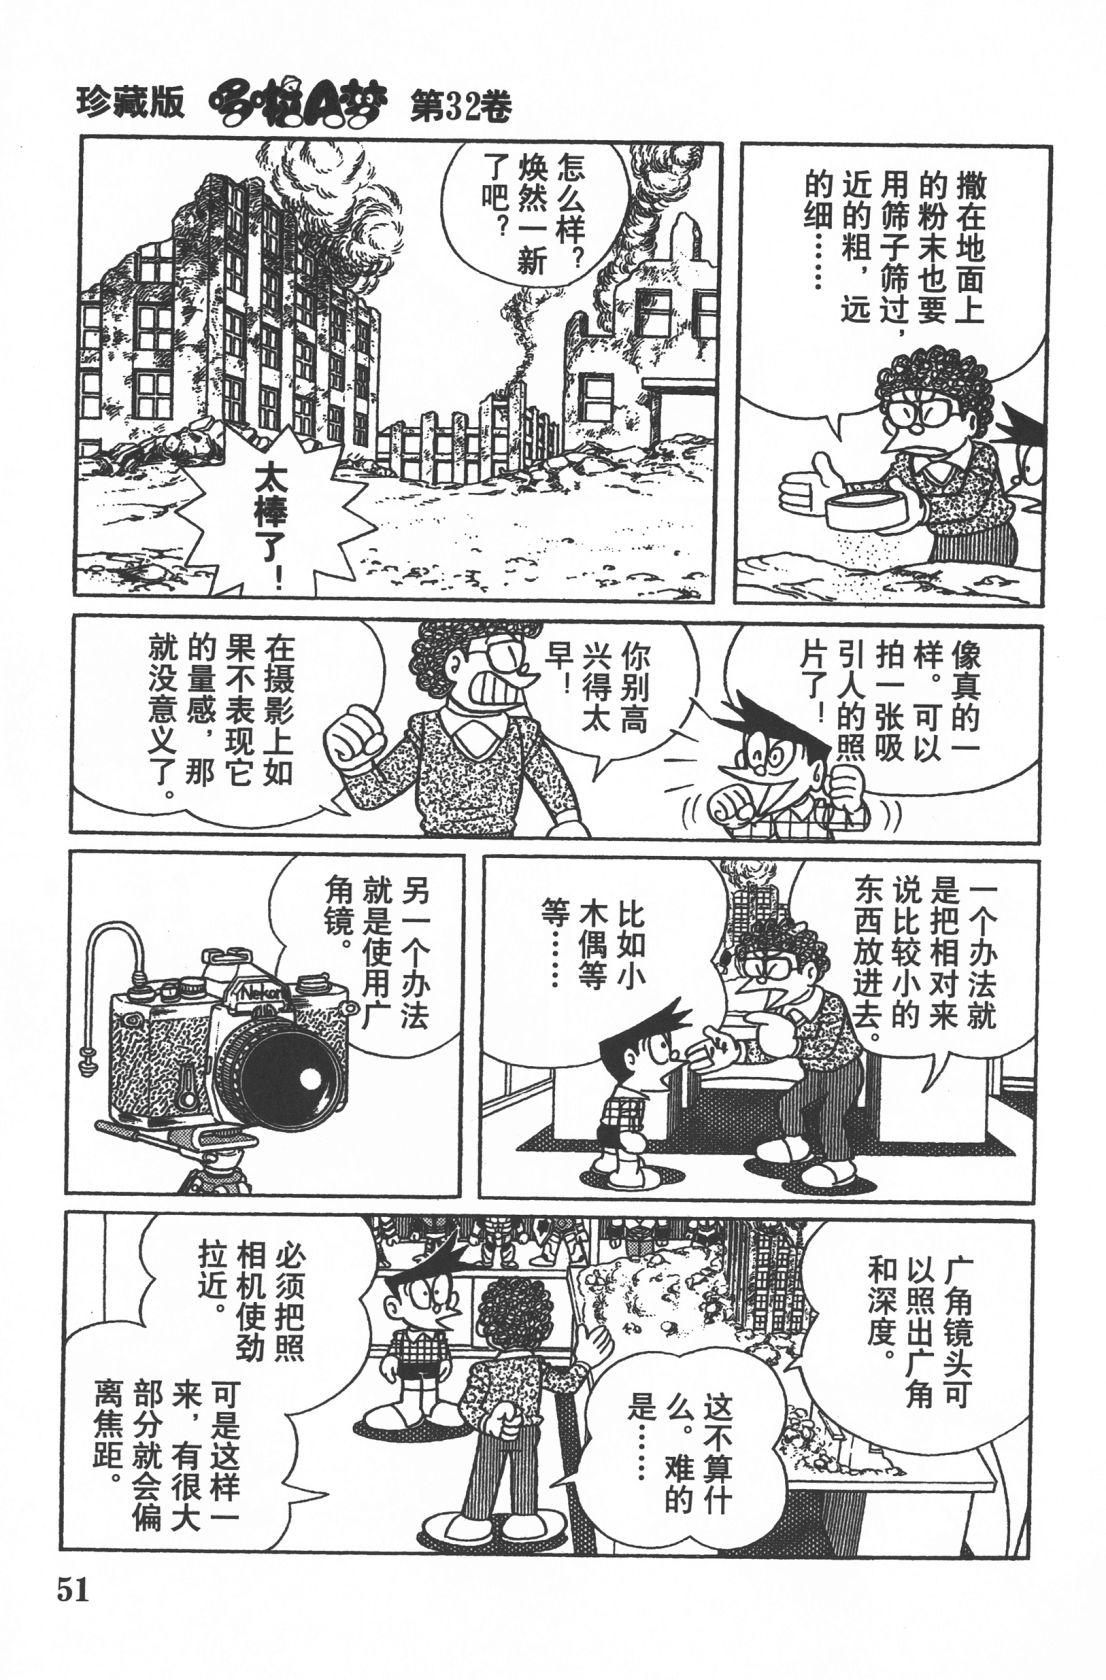 珍藏版 哆啦A梦 第32卷
撒在地面上
的粉末也要
用筛子筛过，
近的粗，远
的细……
怎么样？
焕然一新
了吧？
太棒了！
像真的一
样。可以
拍一张吸
引人的照
片了！
你别高
兴得太
早！
在摄影上如
果不表现它
的量感，那
就没意义了。
一个办法就
是把相对来
说比较小的
东西放进去。
比如小
木偶等
等……
另一个办法
就是使用广
角镜。
Nekon
广角镜头可
以照出广角
和深度。
这不算什
么。难的
是……
必须把照
相机使劲
拉近。
可是这样一
来，有很大
部分就会偏
离焦距。
51